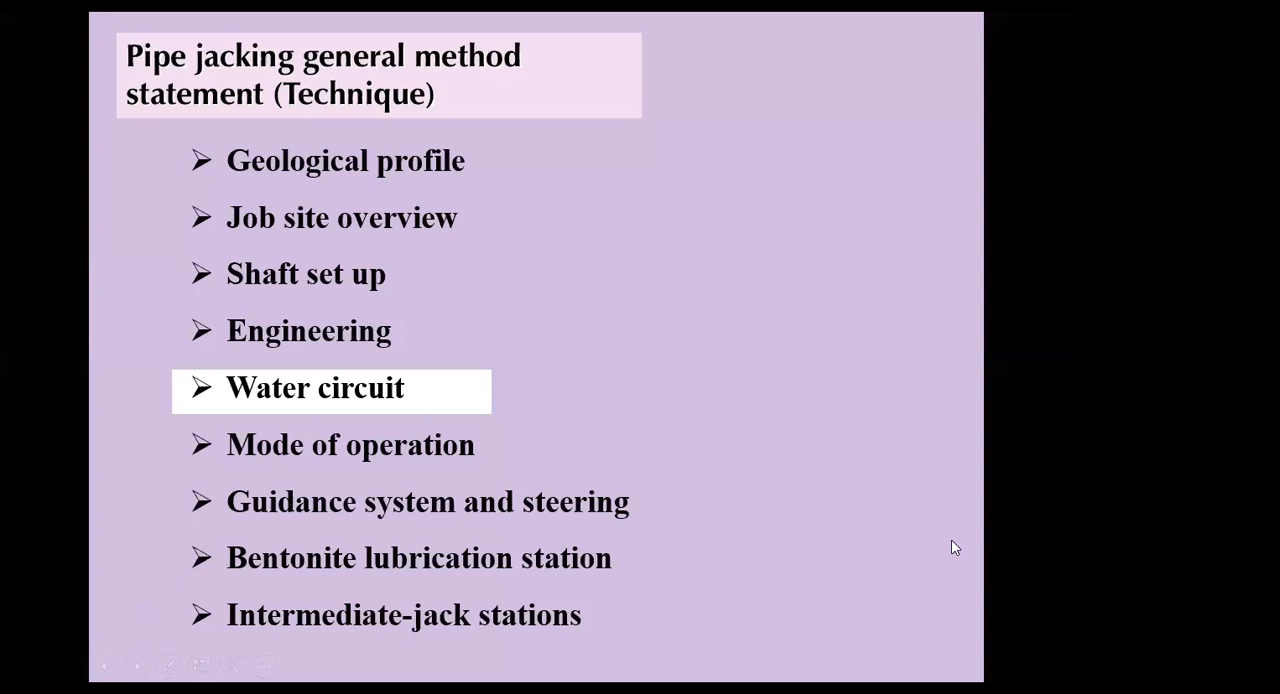 Pipe jacking general method
statement (Technique)
➢ Geological profile
➢ Job site overview
➢ Shaft set up
➢ Engineering
➢ Water circuit
➢ Mode of operation
➢ Guidance system and steering
➢ Bentonite lubrication station
➢ Intermediate-jack stations